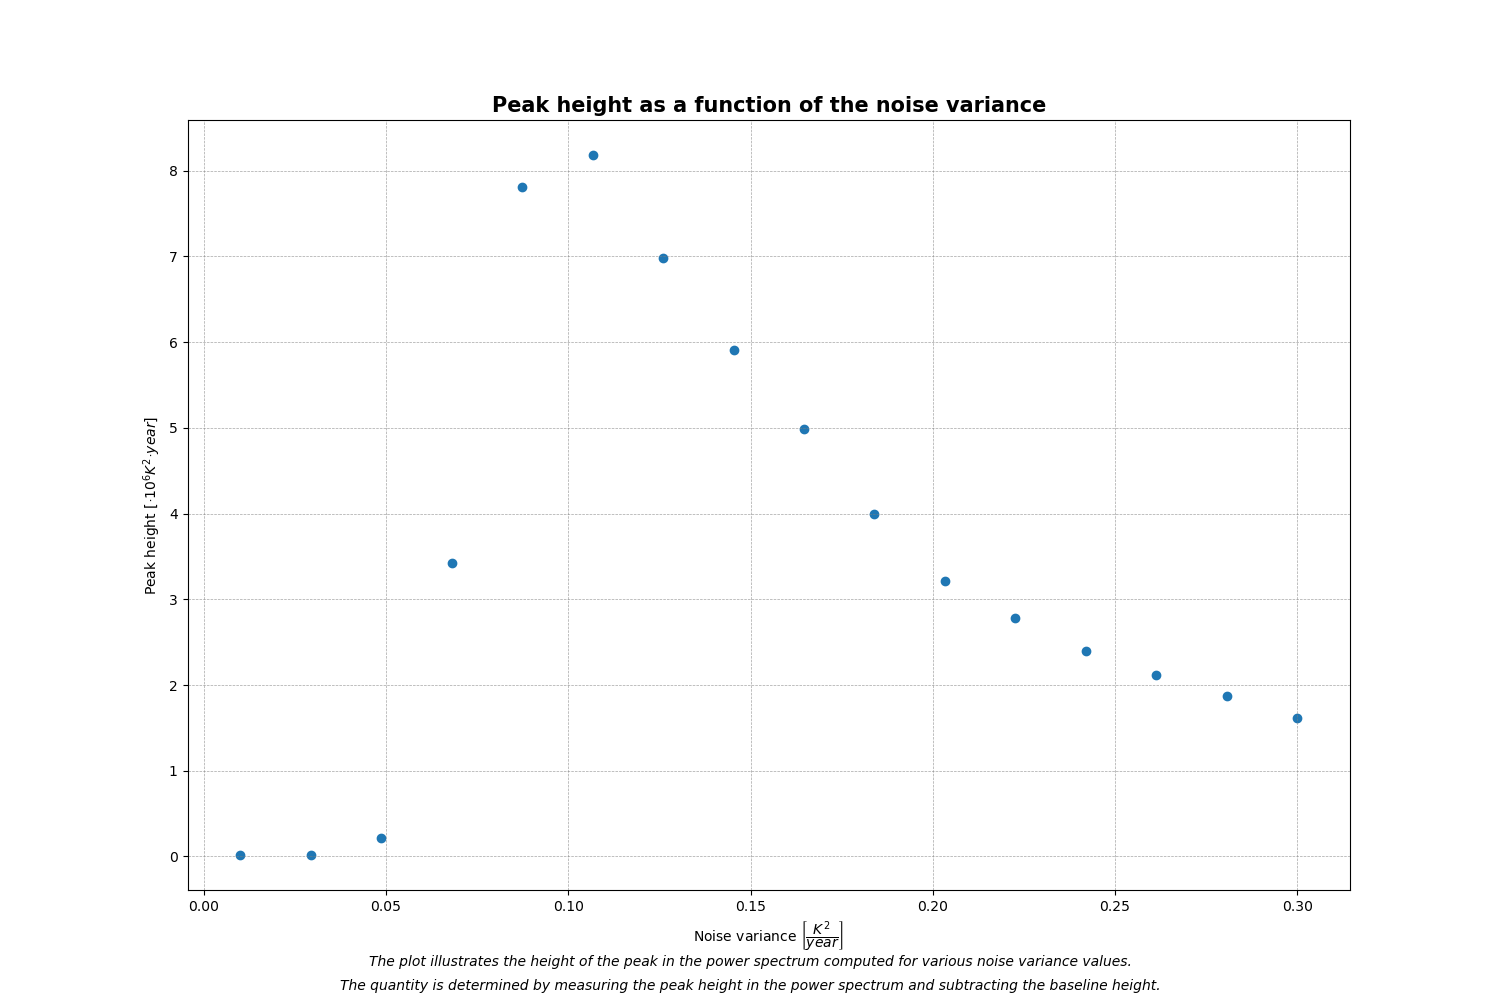 Peak height as a function of the noise variance
8
7
6
5
4
3
2
1
0
Peak height [·10⁶K²·year]
0.00 0.05 0.10 0.15 0.20 0.25 0.30
Noise variance [K²/year]
The plot illustrates the height of the peak in the power spectrum computed for various noise variance values.
The quantity is determined by measuring the peak height in the power spectrum and subtracting the baseline height.